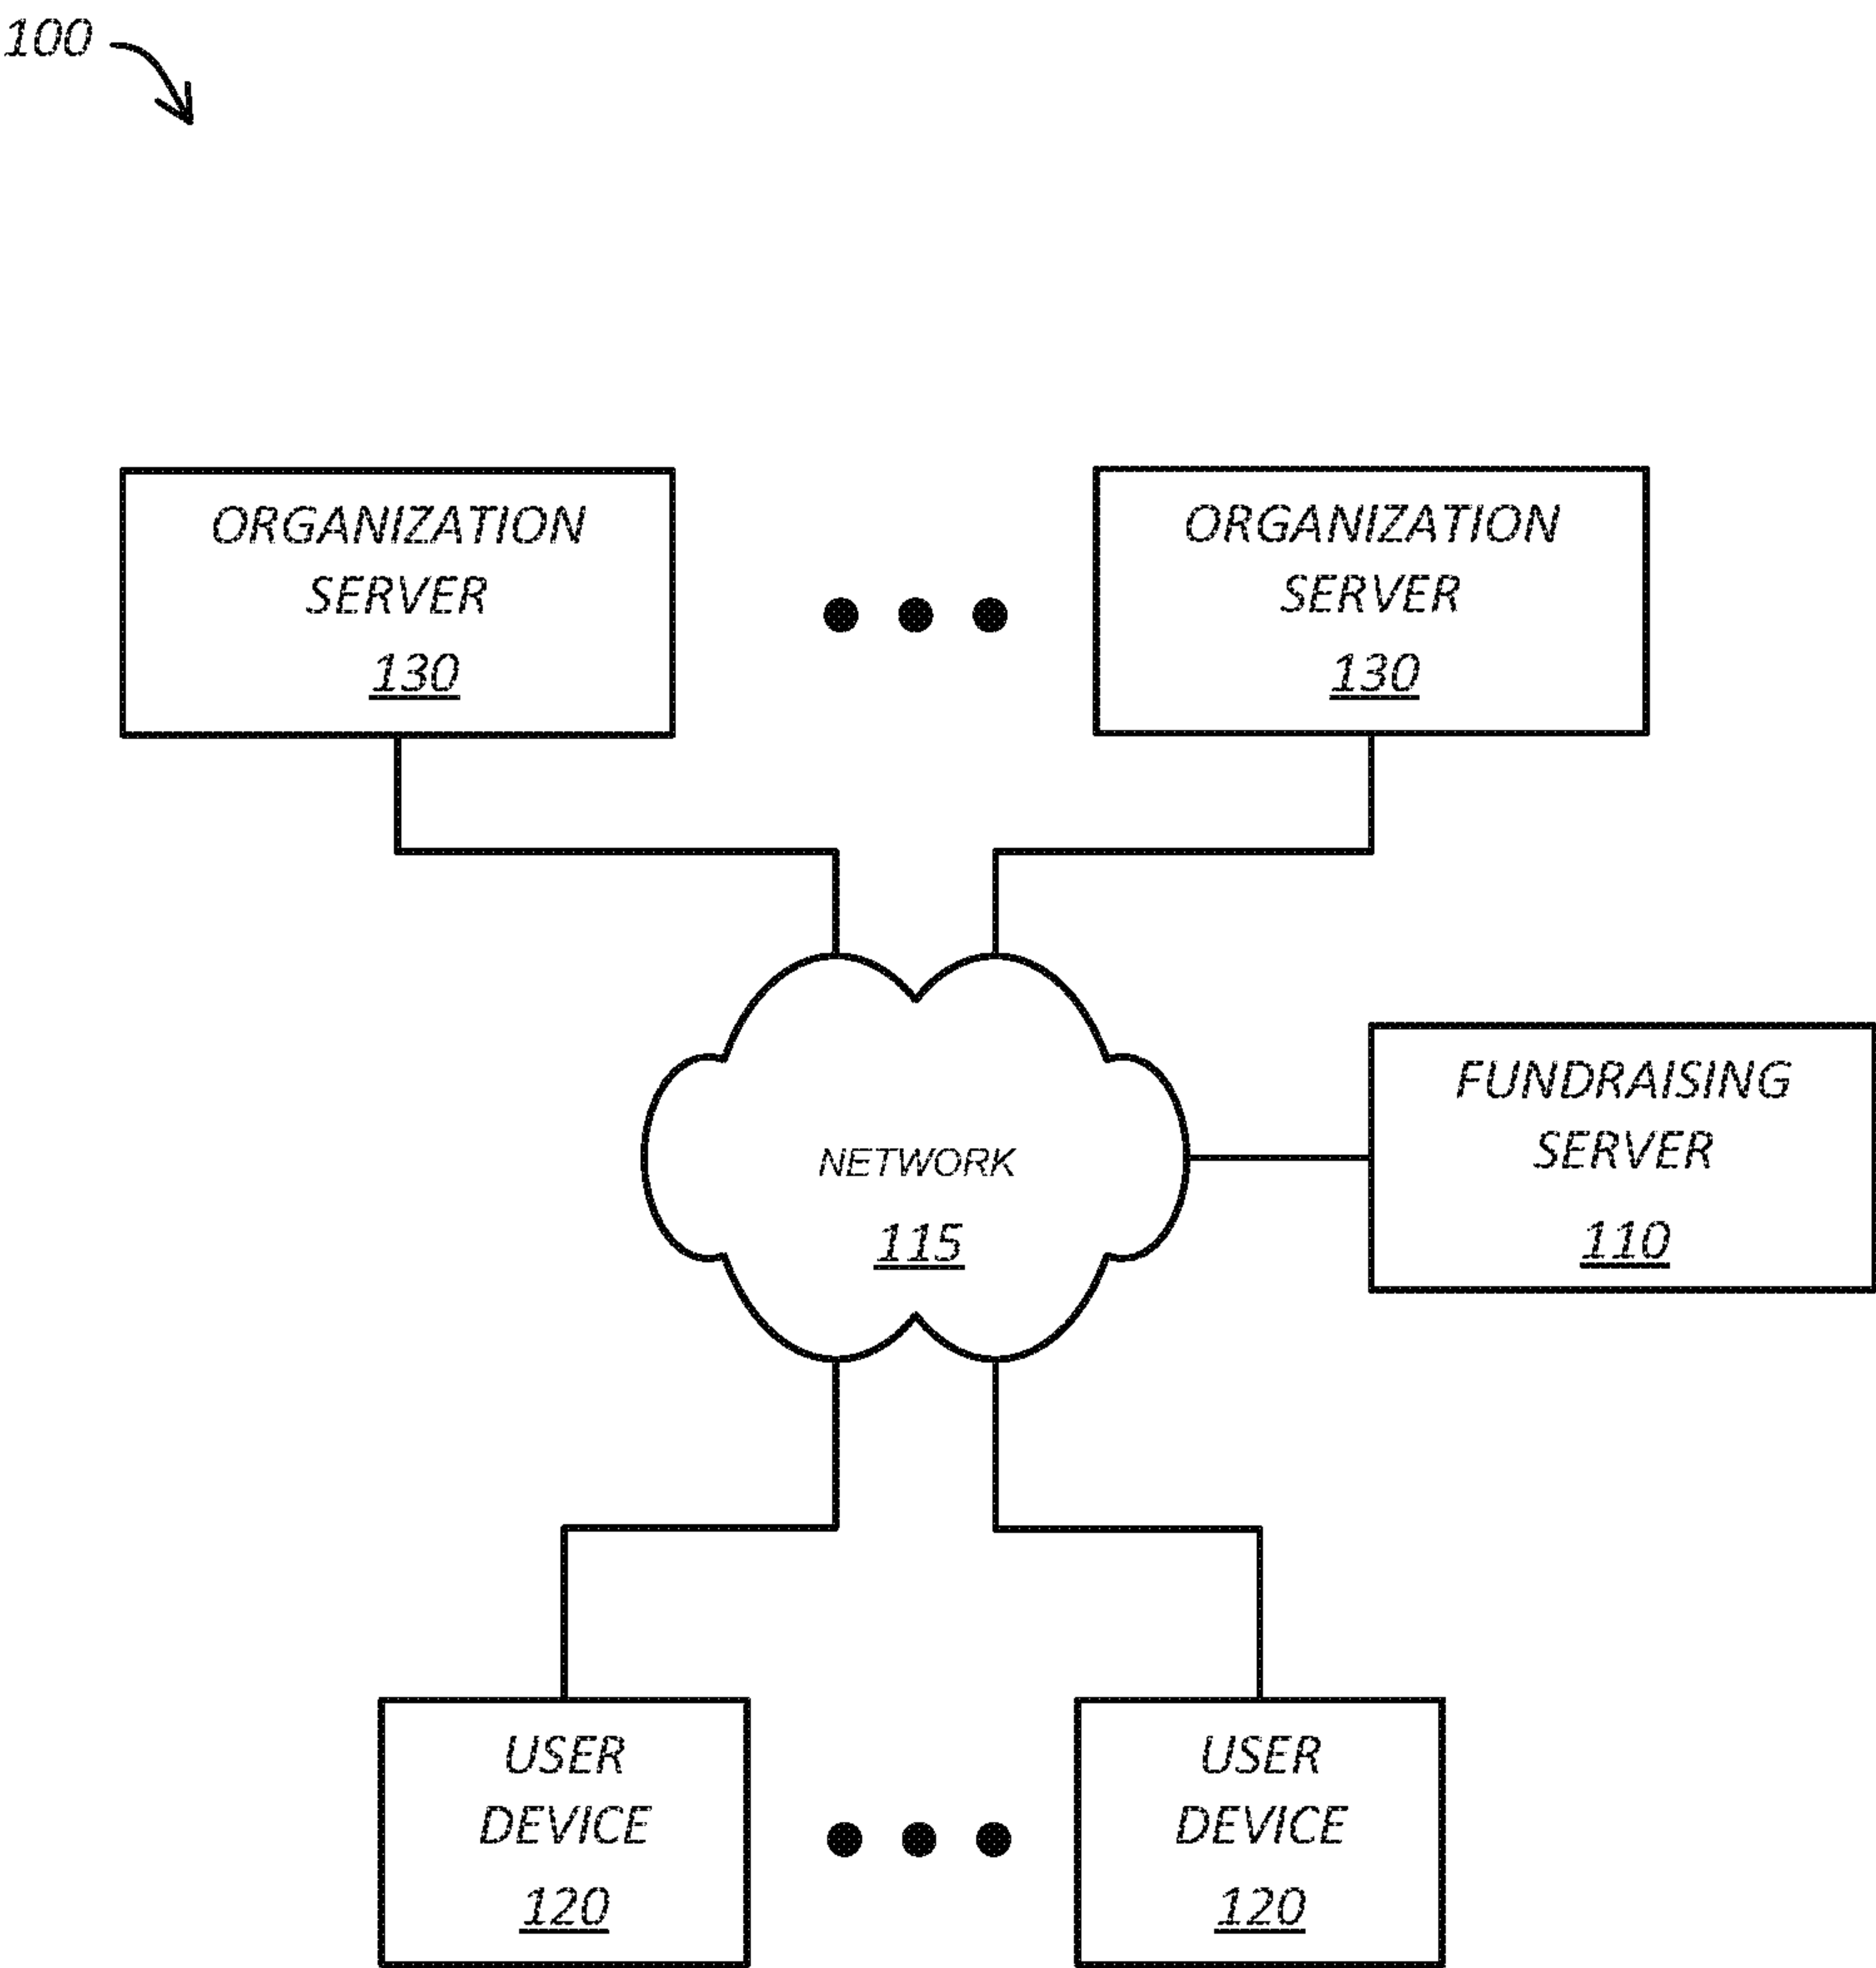 100
ORGANIZATION
SERVER
130
ORGANIZATION
SERVER
130
NETWORK
115
FUNDRAISING
SERVER
110
USER
DEVICE
120
USER
DEVICE
120